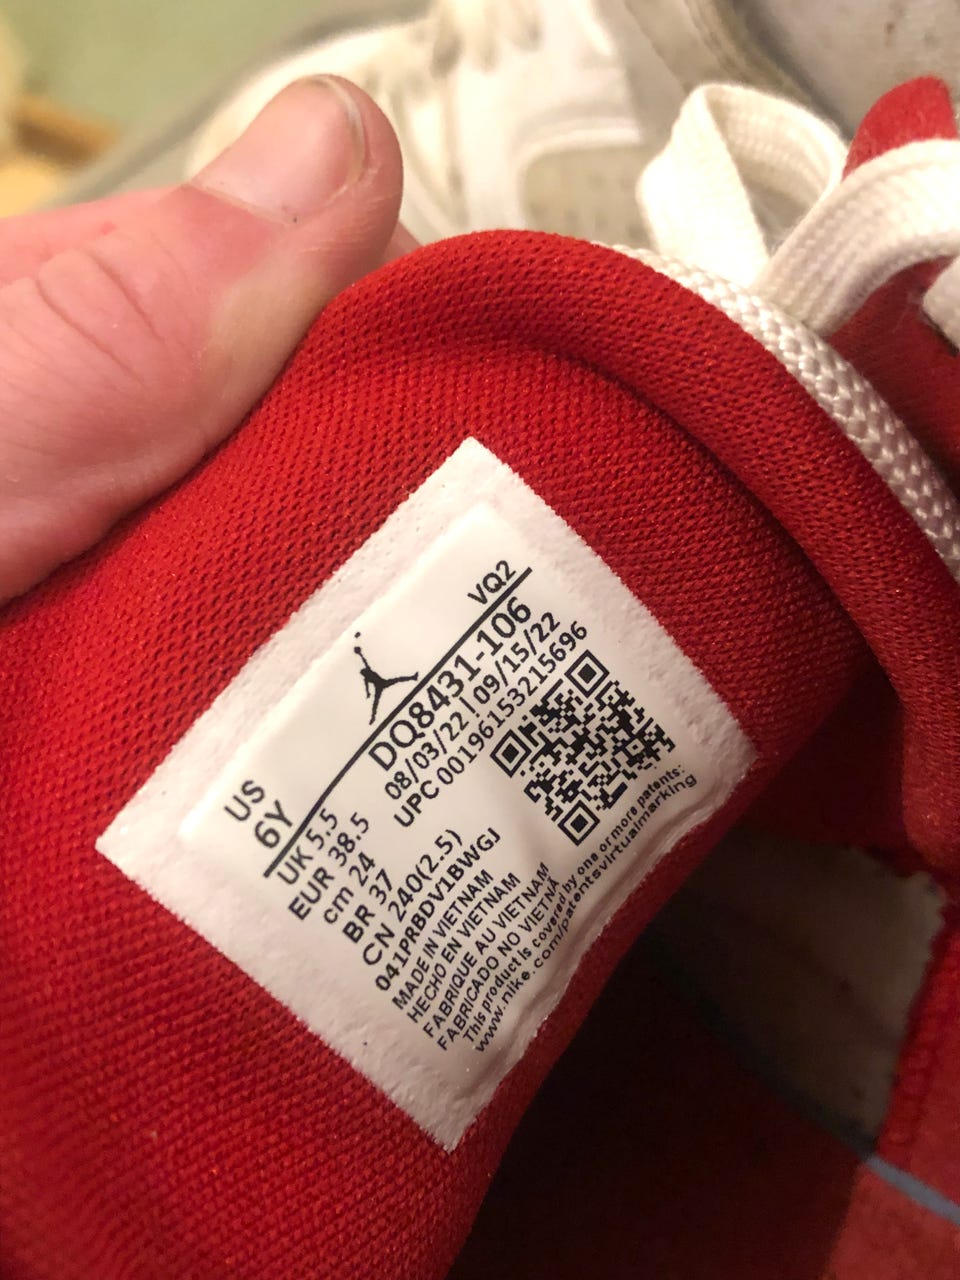 VQ2
US
6Y
DQ8431-106
08/03/22 | 09/15/22
UPC 00196153215696
UK 5.5
EUR 38.5
cm 24
BR 37
CN 240(2.5)
041PRBDV1BWGJ
MADE IN VIETNAM
HECHO EN VIETNAM
FABRIQUE AU VIETNAM
FABRICADO NO VIETNÃ
This product is covered by one or more patents:
www.nike.com/patentsvirtualmarking